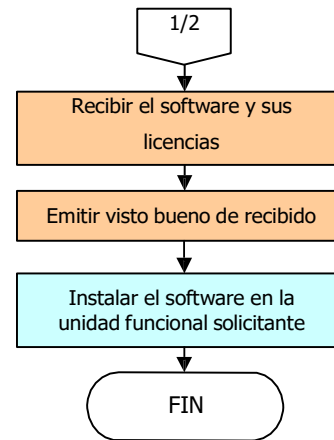 1/2
Recibir el software y sus
licencias
Emitir visto bueno de recibido
Instalar el software en la
unidad funcional solicitante
FIN